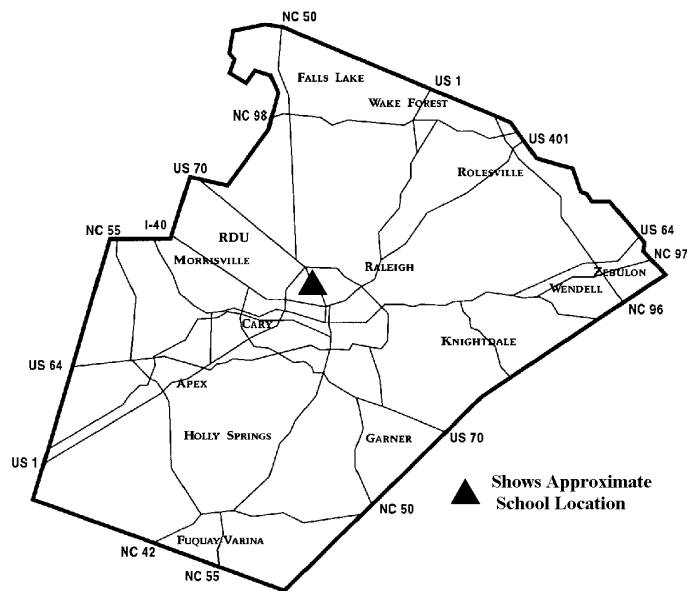 NC 50
FALLS LAKE
US 1
WAKE FOREST
NC 98
US 401
US 70
ROLESVILLE
NC 55
I-40
RDU
US 64
MORRISVILLE
RALEIGH
NC 97
ZEBULON
WENDELL
NC 96
CARY
KNIGHTDALE
US 64
APEX
HOLLY SPRINGS
GARNER
US 70
US 1
Shows Approximate
School Location
NC 50
FUQUAY-VARINA
NC 42
NC 55